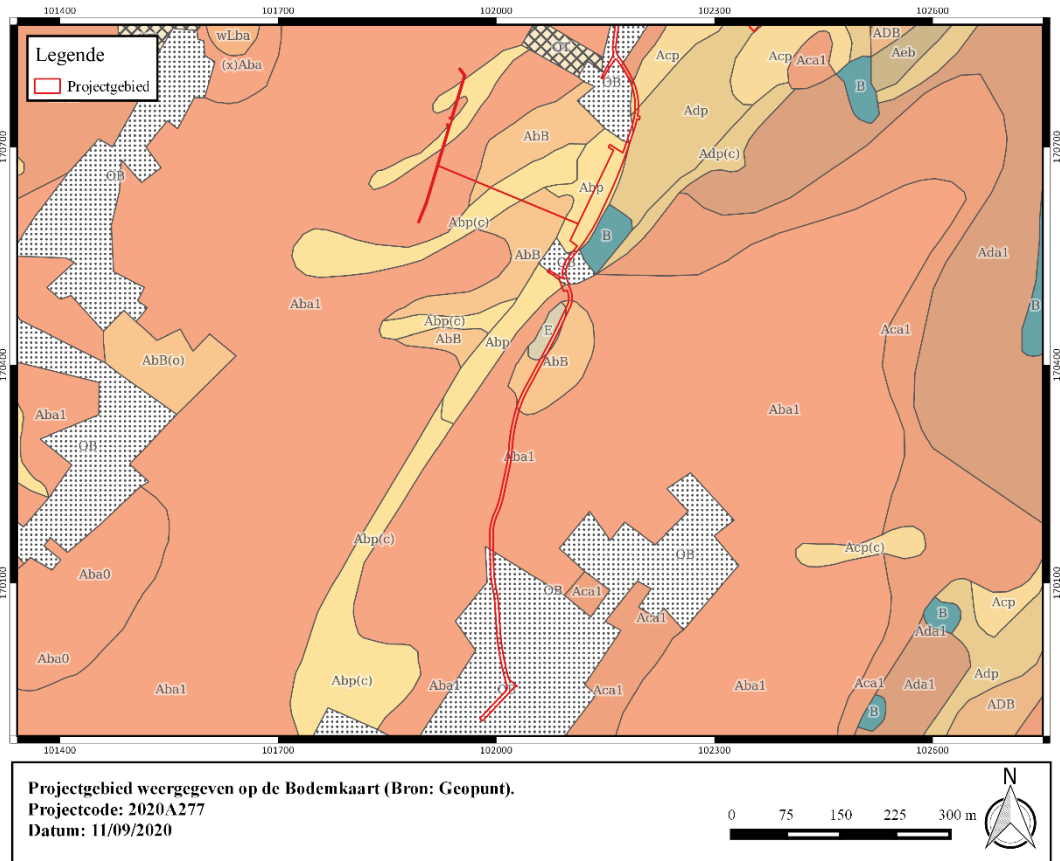 101400 101700 102000 102300 102600
Legende
Projectgebied
wLba
(x)Aba
OT
OB
Acp
Acp
Aca1
ADB
Aeb
B
Adp
AbB
170700
170700
Adp(c)
OB
Abp
Abp(c)
B
AbB
Ada1
Aba1
B
Abp(c)
Aca1
E
AbB
Abp
AbB
AbB(o)
170400
170400
Aba1
Aba1
OB
Aba1
Abp(c)
Acp(c)
OB
Aba0
170100
170100
OB
Aca1
Acp
B
Aca1
Ada1
Aba0
Adp
Abp(c)
Aba1
Aba1
Aca1
Aba1
Aca1
Ada1
ADB
B
101400 101700 102000 102300 102600
Projectgebied weergegeven op de Bodemkaart (Bron: Geopunt).
Projectcode: 2020A277
Datum: 11/09/2020
0 75 150 225 300 m
N